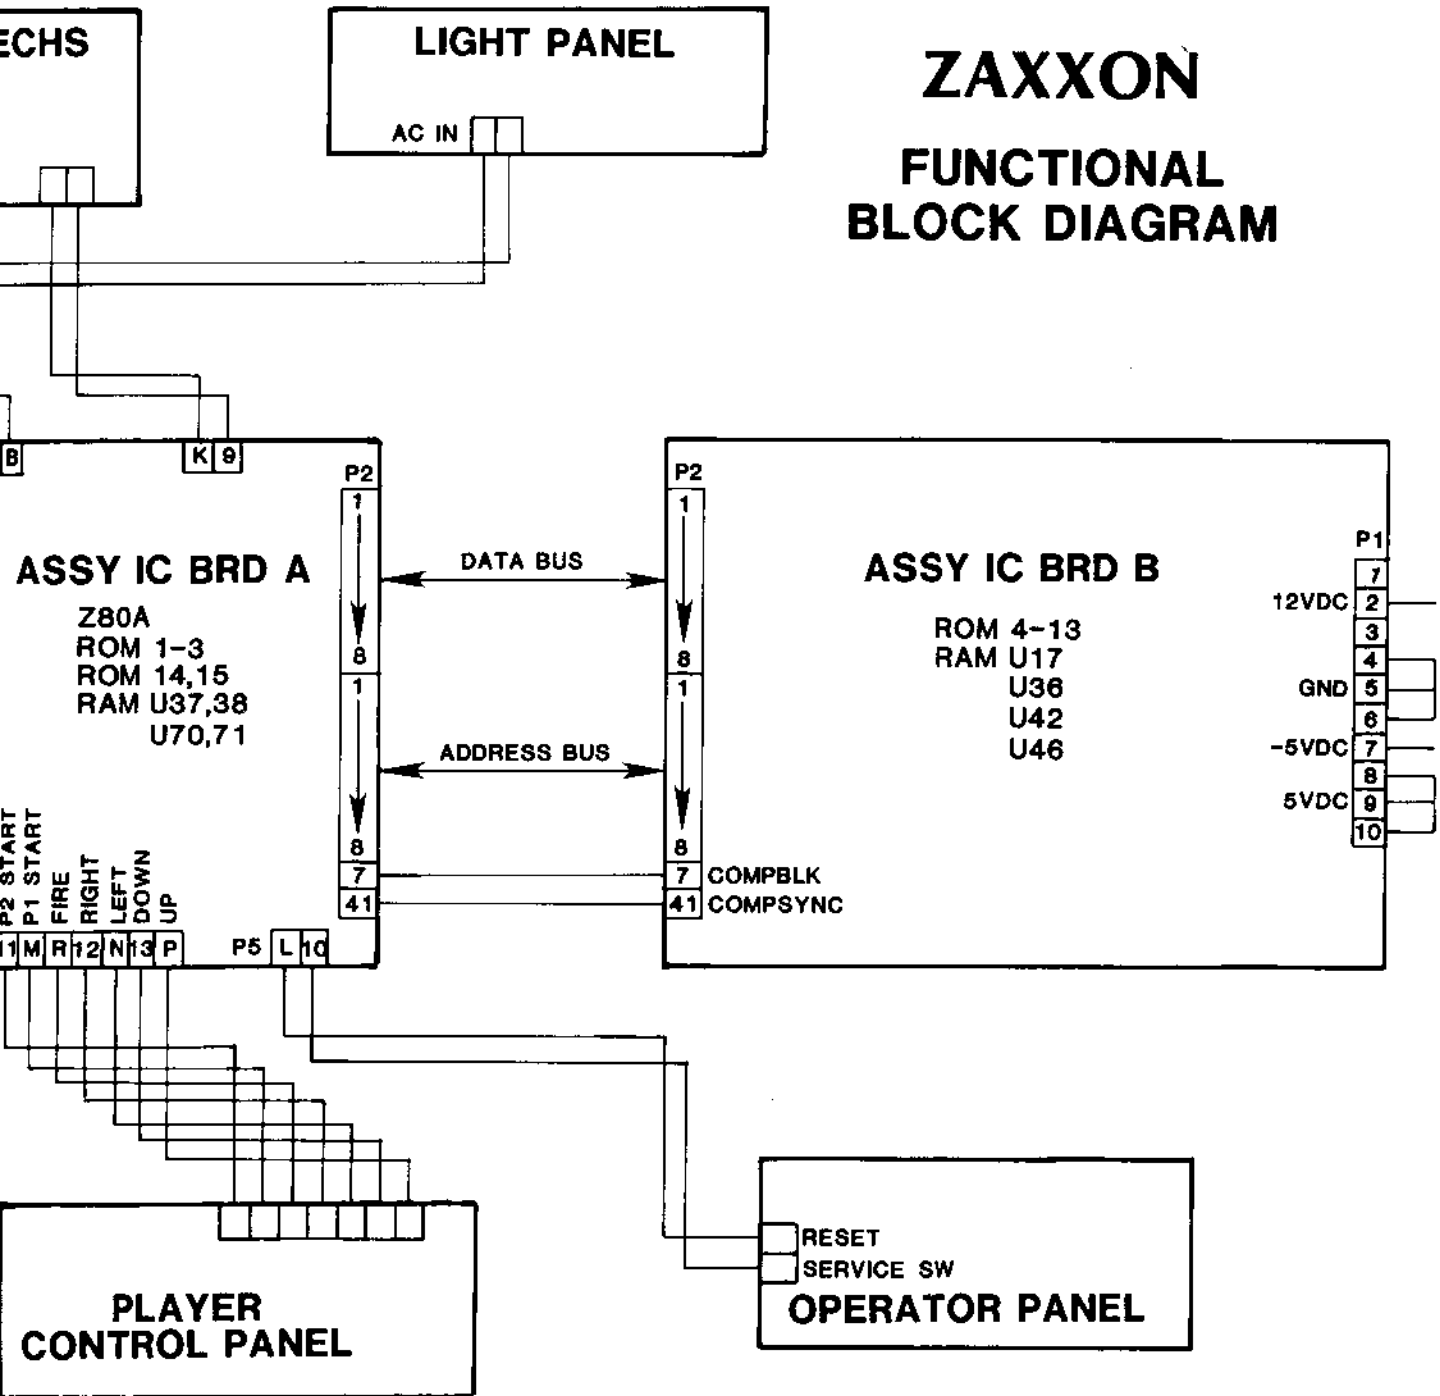 ECHS
LIGHT PANEL
AC IN
ZAXXON
FUNCTIONAL
BLOCK DIAGRAM
B
K 9
P2
1
8
1
8
7
41
ASSY IC BRD A
Z80A
ROM 1-3
ROM 14,15
RAM U37,38
U70,71
DATA BUS
ADDRESS BUS
P2
1
8
1
8
7 COMPBLK
41 COMPSYNC
ASSY IC BRD B
ROM 4-13
RAM U17
U36
U42
U46
P1
1
12VDC 2
3
4
GND 5
6
-5VDC 7
8
5VDC 9
10
P2 START
P1 START
FIRE
RIGHT
LEFT
DOWN
UP
11 M R 12 N 13 P
P5 L 10
PLAYER
CONTROL PANEL
RESET
SERVICE SW
OPERATOR PANEL